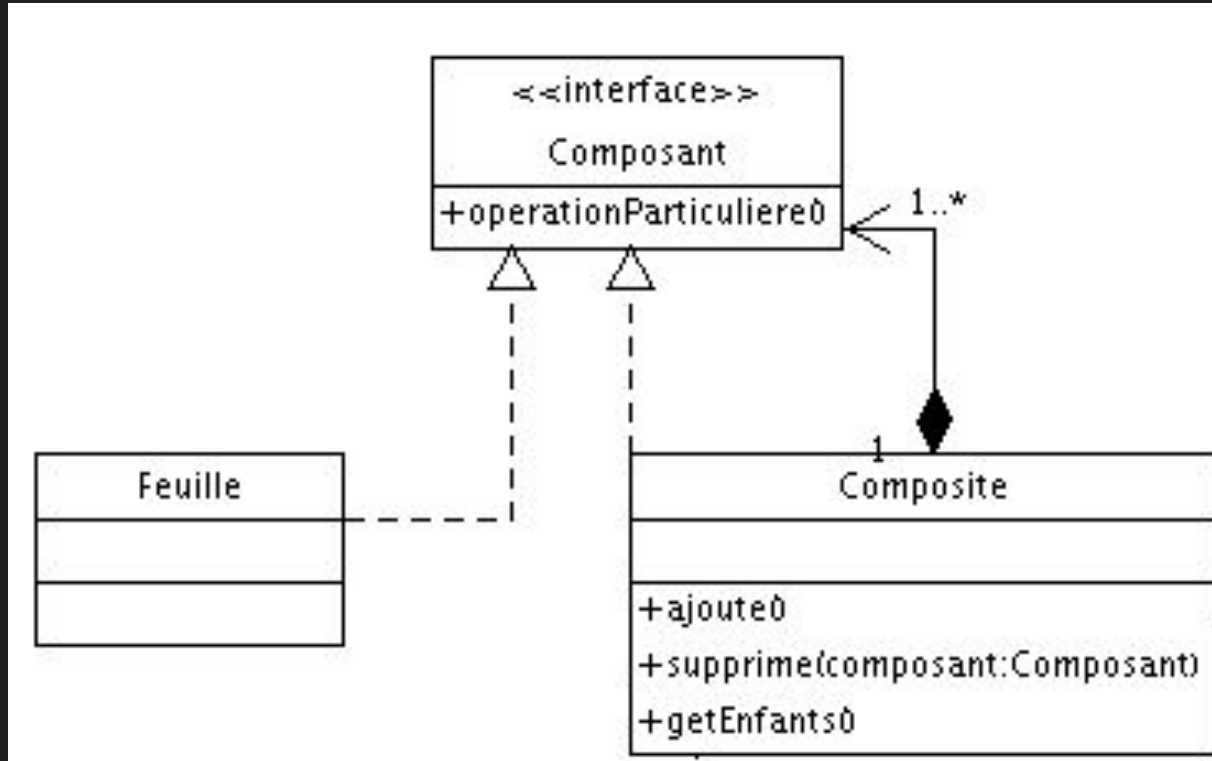 <<interface>>
Composant
+operationParticuliere()
1..*
1
Feuille
Composite
+ajoute()
+supprime(composant:Composant)
+getEnfants()